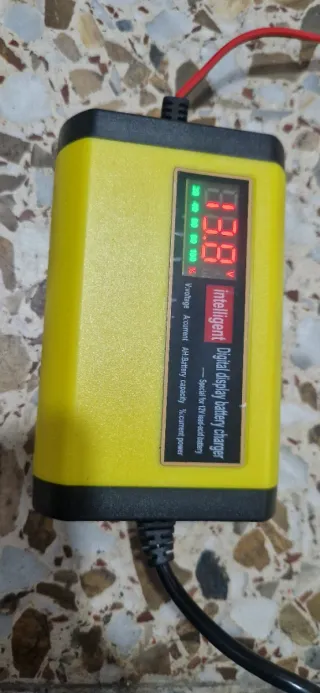 13.8 V
intelligent
Digital display battery charger
Special for 12V lead-acid battery
V:voltage A:current AH:Battery capacity %:current power